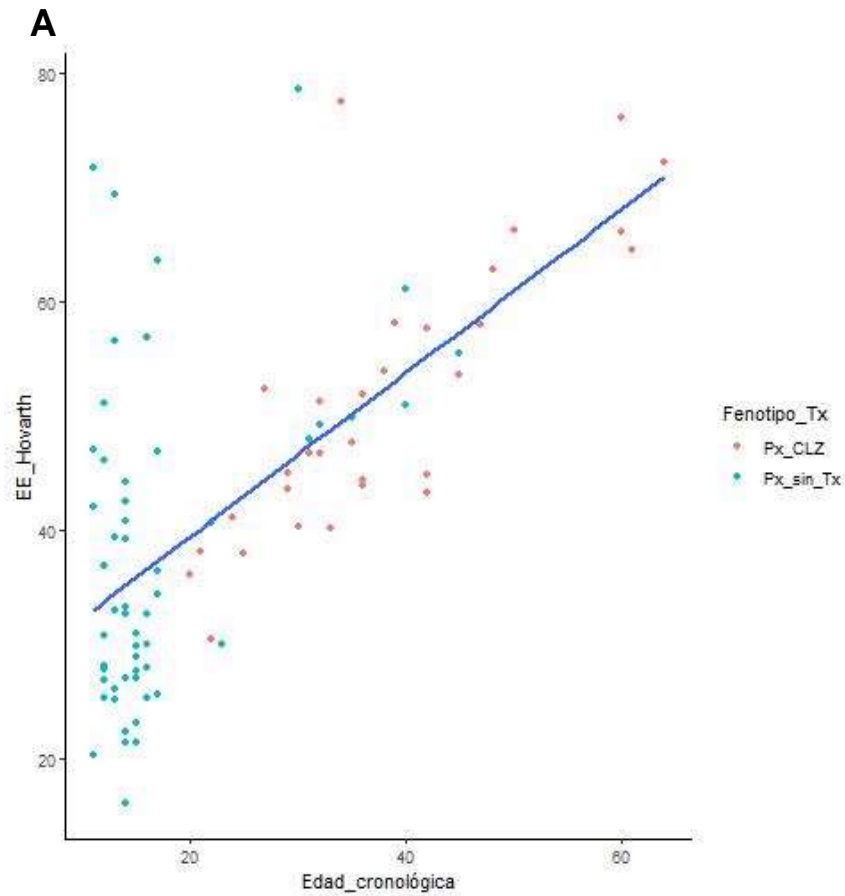 A
80
60
40
20
EE_Hovarth
20
40
60
Edad_cronológica
Fenotipo_Tx
Px_CLZ
Px_sin_Tx